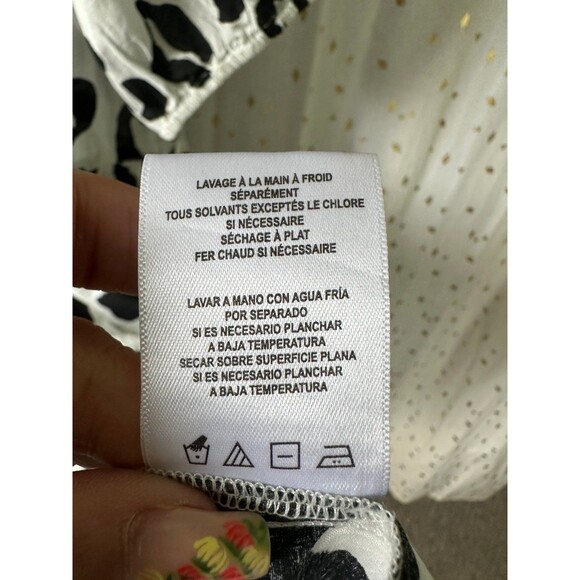 LAVAGE À LA MAIN À FROID
SÉPARÉMENT
TOUS SOLVANTS EXCEPTÉS LE CHLORE
SI NÉCESSAIRE
SÉCHAGE À PLAT
FER CHAUD SI NÉCESSAIRE
LAVAR A MANO CON AGUA FRÍA
POR SEPARADO
SI ES NECESARIO PLANCHAR
A BAJA TEMPERATURA
SECAR SOBRE SUPERFICIE PLANA
SI ES NECESARIO PLANCHAR
A BAJA TEMPERATURA